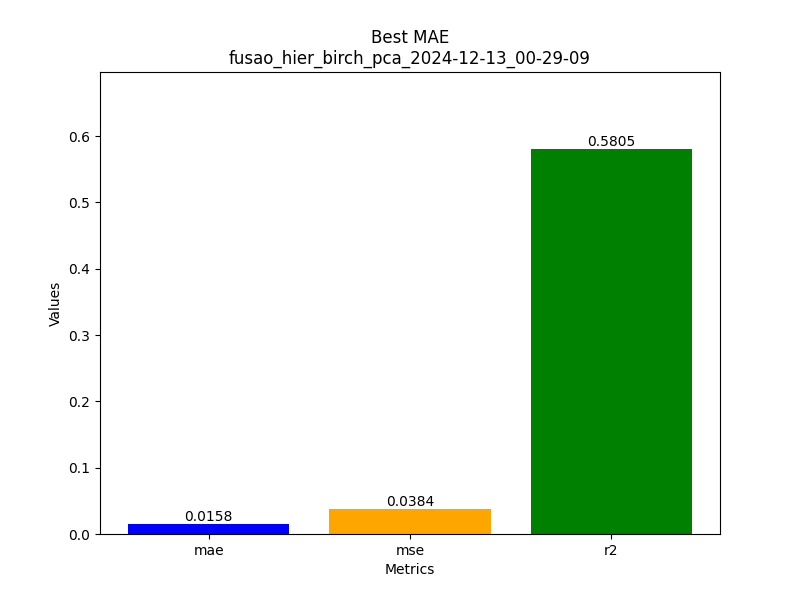 Best MAE
fusao_hier_birch_pca_2024-12-13_00-29-09
0.6
0.5
0.4
0.3
0.2
0.1
0.0
Values
0.0158
0.0384
0.5805
mae
mse
r2
Metrics